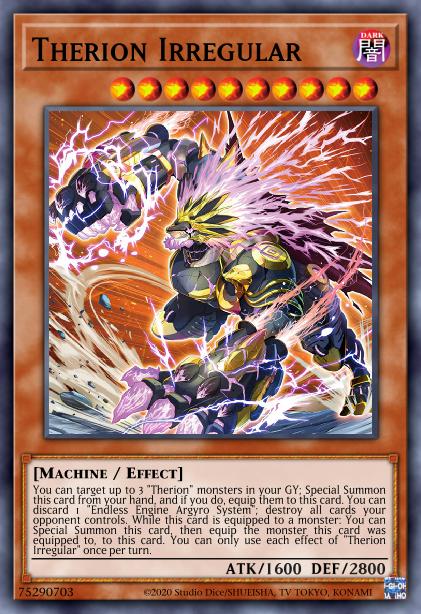 THERION IRREGULAR
DARK
闇
[MACHINE / EFFECT]
You can target up to 3 "Therion" monsters in your GY; Special Summon
this card from your hand, and if you do, equip them to this card. You can
discard 1 "Endless Engine Argyro System"; destroy all cards your
opponent controls. While this card is equipped to a monster: You can
Special Summon this card, then equip the monster this card was
equipped to, to this card. You can only use each effect of "Therion
Irregular" once per turn.
ATK/1600 DEF/2800
75290703
©2020 Studio Dice/SHUEISHA, TV TOKYO, KONAMI